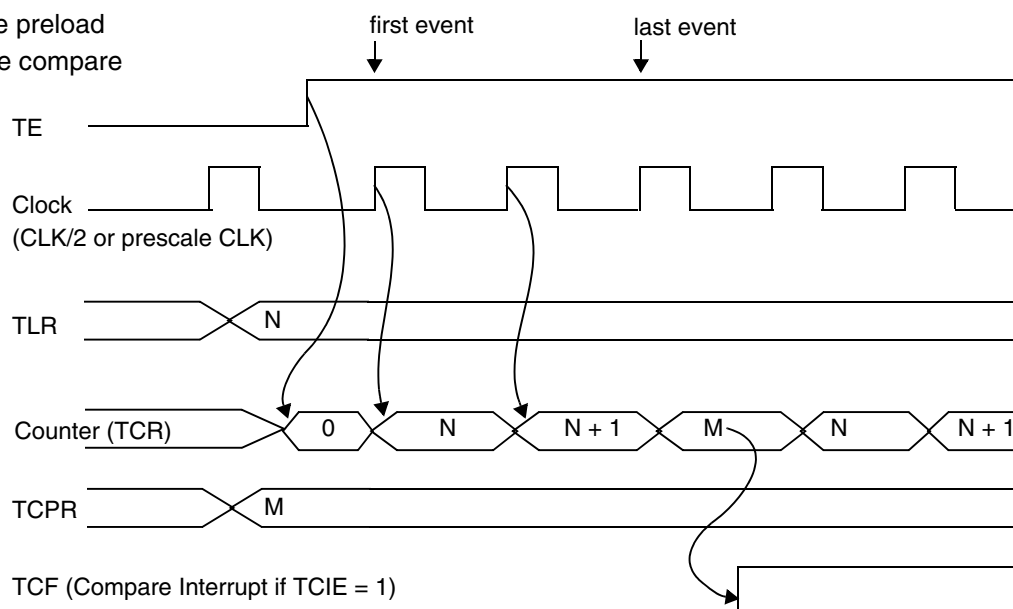 e preload
e compare
first event
last event
TE
Clock
(CLK/2 or prescale CLK)
TLR
N
Counter (TCR)
0
N
N + 1
M
N
N + 1
TCPR
M
TCF (Compare Interrupt if TCIE = 1)